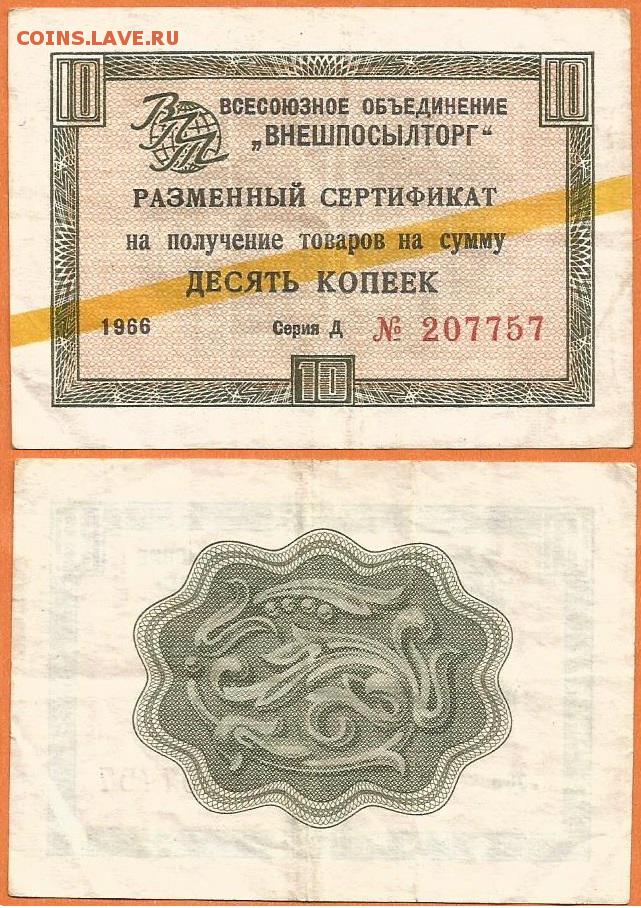 COINS.LAVE.RU
10 10
ВПТ
ВСЕСОЮЗНОЕ ОБЪЕДИНЕНИЕ
„ВНЕШПОСЫЛТОРГ“
РАЗМЕННЫЙ СЕРТИФИКАТ
на получение товаров на сумму
ДЕСЯТЬ КОПЕЕК
1966 Серия Д № 207757
10